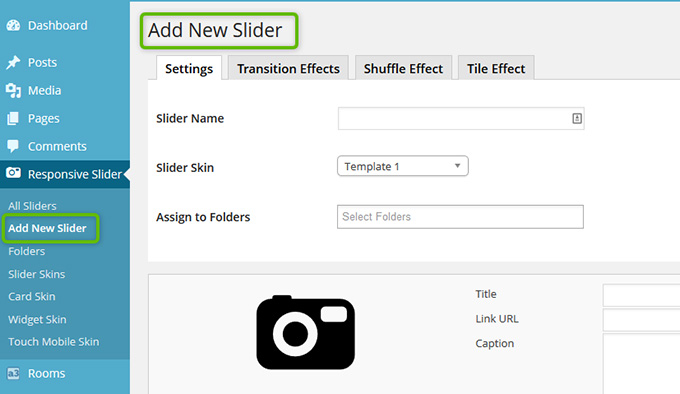 Dashboard
Posts
Media
Pages
Comments
Responsive Slider
All Sliders
Add New Slider
Folders
Slider Skins
Card Skin
Widget Skin
Touch Mobile Skin
a3 Rooms
Add New Slider
Settings Transition Effects Shuffle Effect Tile Effect
Slider Name
Slider Skin Template 1
Assign to Folders Select Folders
Title
Link URL
Caption